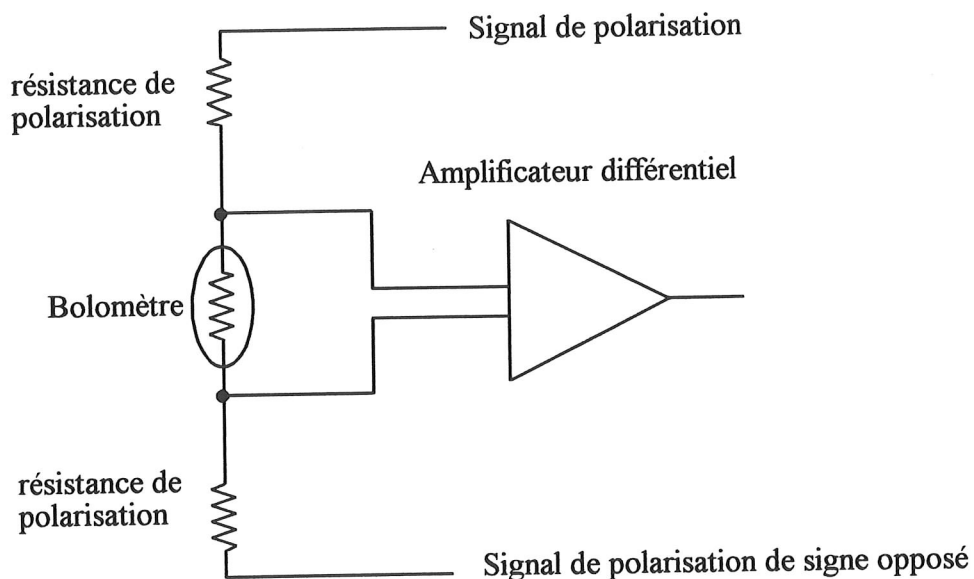 Signal de polarisation
résistance de
polarisation
Amplificateur différentiel
Bolomètre
résistance de
polarisation
Signal de polarisation de signe opposé